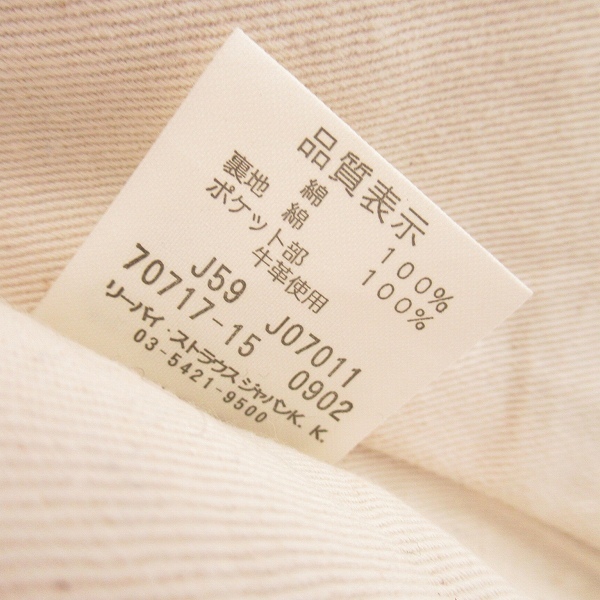 品質表示
綿 100%
裏地 綿 100%
ポケット部
牛革使用
J59 J07011
70717-15 0902
リーバイ・ストラウスジャパンK. K.
03-5421-9500